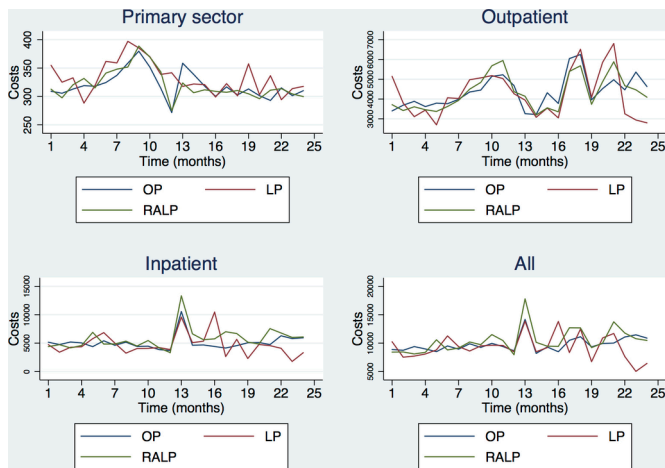 Primary sector
Costs
400
350
300
250
1 4 7 10 13 16 19 22 25
Time (months)
OP LP
RALP
Outpatient
Costs
7000
6000
5000
4000
3000
1 4 7 10 13 16 19 22 25
Time (months)
OP LP
RALP
Inpatient
Costs
15000
10000
5000
0
1 4 7 10 13 16 19 22 25
Time (months)
OP LP
RALP
All
Costs
20000
15000
10000
5000
1 4 7 10 13 16 19 22 25
Time (months)
OP LP
RALP